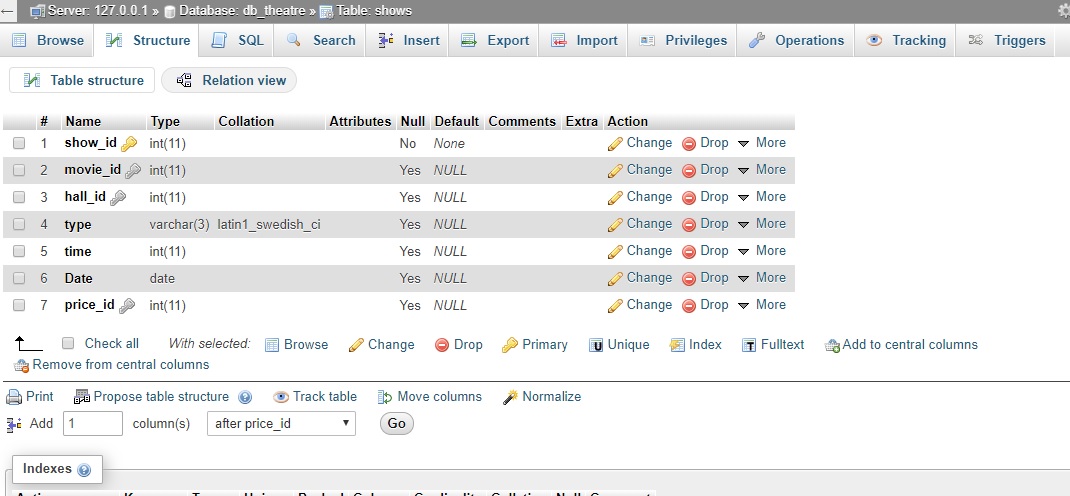 Server: 127.0.0.1 » Database: db_theatre » Table: shows
Browse Structure SQL Search Insert Export Import Privileges Operations Tracking Triggers
Table structure Relation view
# Name Type Collation Attributes Null Default Comments Extra Action
1 show_id int(11) No None Change Drop More
2 movie_id int(11) Yes NULL Change Drop More
3 hall_id int(11) Yes NULL Change Drop More
4 type varchar(3) latin1_swedish_ci Yes NULL Change Drop More
5 time int(11) Yes NULL Change Drop More
6 Date date Yes NULL Change Drop More
7 price_id int(11) Yes NULL Change Drop More
Check all With selected: Browse Change Drop Primary Unique Index Fulltext Add to central columns
Remove from central columns
Print Propose table structure Track table Move columns Normalize
Add 1 column(s) after price_id Go
Indexes